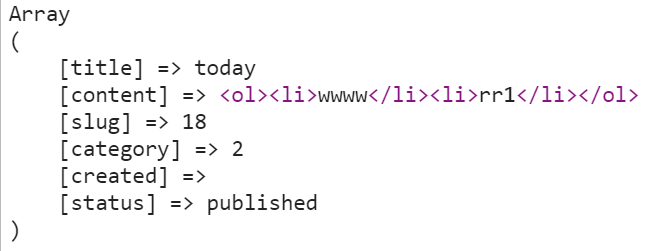 Array
(
[title] => today
[content] => <ol><li>wwww</li><li>rr1</li></ol>
[slug] => 18
[category] => 2
[created] =>
[status] => published
)